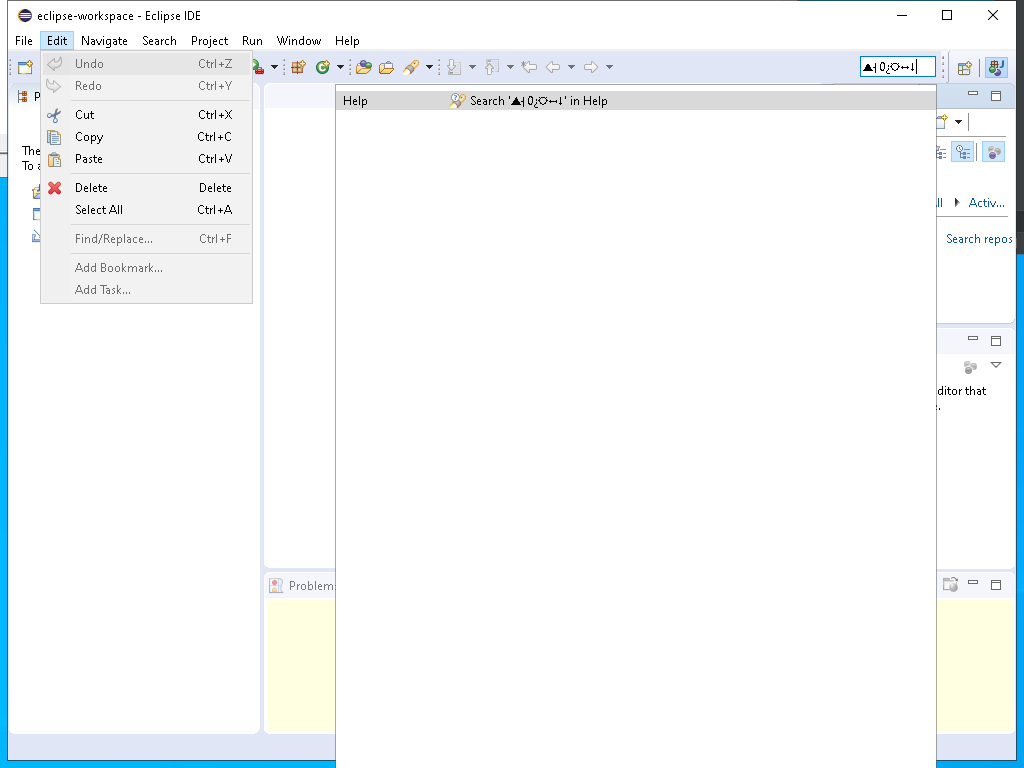 eclipse-workspace - Eclipse IDE
File Edit Navigate Search Project Run Window Help
Undo Ctrl+Z
Redo Ctrl+Y
Cut Ctrl+X
Copy Ctrl+C
Paste Ctrl+V
Delete Delete
Select All Ctrl+A
Find/Replace... Ctrl+F
Add Bookmark...
Add Task...
P
The
To a
Help Search '▲┤0¿☼↔↓' in Help
▲┤0¿☼↔↓
All Activ...
Search repos
ditor that
Problem